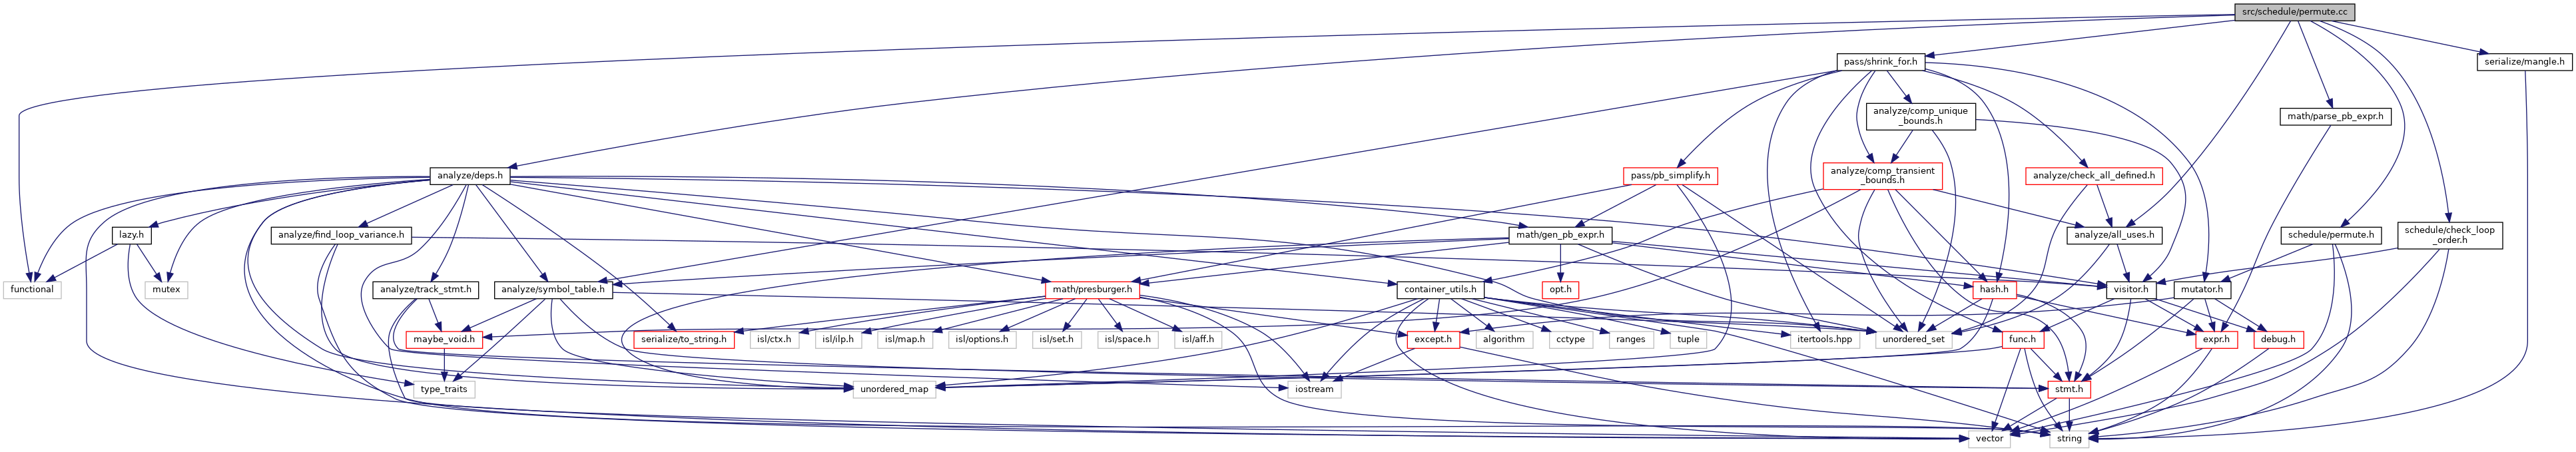 src/schedule/permute.cc
pass/shrink_for.h
serialize/mangle.h
analyze/comp_unique
_bounds.h
math/parse_pb_expr.h
analyze/deps.h
pass/pb_simplify.h
analyze/comp_transient
_bounds.h
analyze/check_all_defined.h
lazy.h
analyze/find_loop_variance.h
math/gen_pb_expr.h
analyze/all_uses.h
schedule/permute.h
schedule/check_loop
_order.h
functional
mutex
analyze/track_stmt.h
analyze/symbol_table.h
math/presburger.h
container_utils.h
opt.h
hash.h
visitor.h
mutator.h
maybe_void.h
serialize/to_string.h
isl/ctx.h
isl/ilp.h
isl/map.h
isl/options.h
isl/set.h
isl/space.h
isl/aff.h
except.h
algorithm
cctype
ranges
tuple
itertools.hpp
unordered_set
func.h
expr.h
debug.h
type_traits
unordered_map
iostream
stmt.h
vector
string